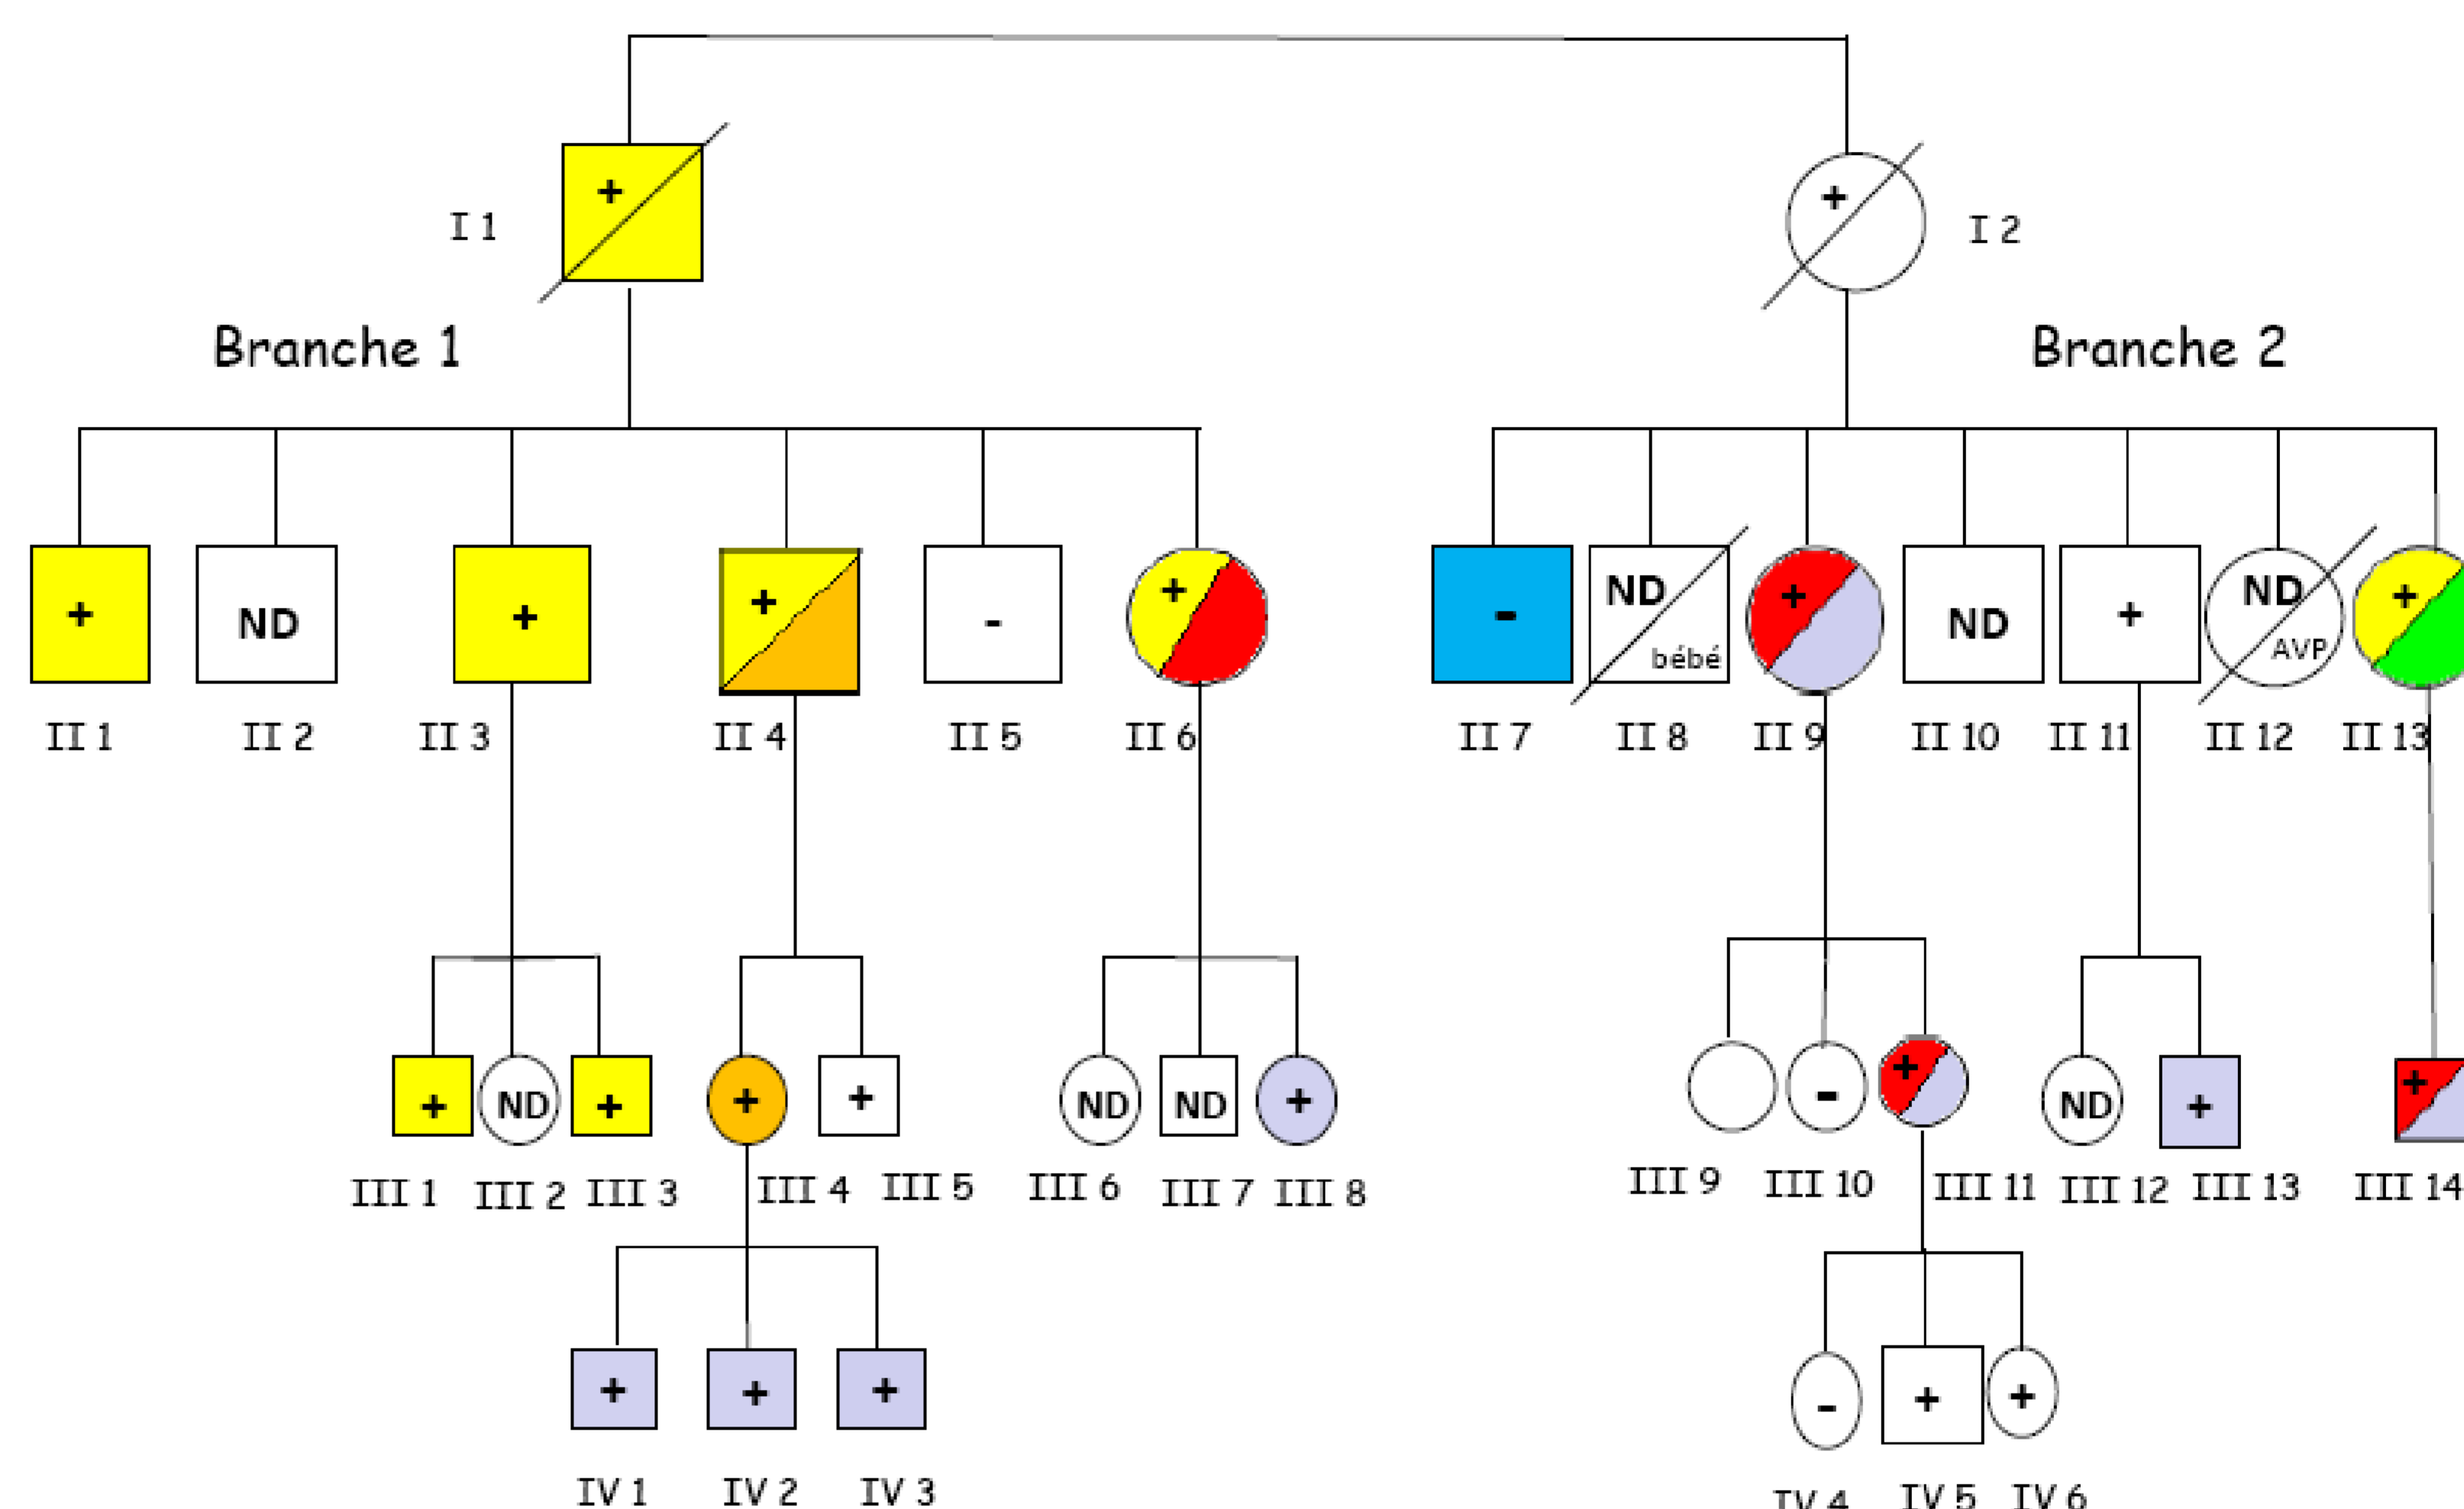 +
+
I 1
I 2
Branche 1
Branche 2
+
ND
+
+
-
+
-
ND
bébé
+
ND
+
ND
AVP
+
II 1
II 2
II 3
II 4
II 5
II 6
II 7
II 8
II 9
II 10
II 11
II 12
II 13
+
ND
+
+
+
ND
ND
+
-
+
ND
+
+
III 1
III 2
III 3
III 4
III 5
III 6
III 7
III 8
III 9
III 10
III 11
III 12
III 13
III 14
+
+
+
-
+
+
IV 1
IV 2
IV 3
IV 4
IV 5
IV 6